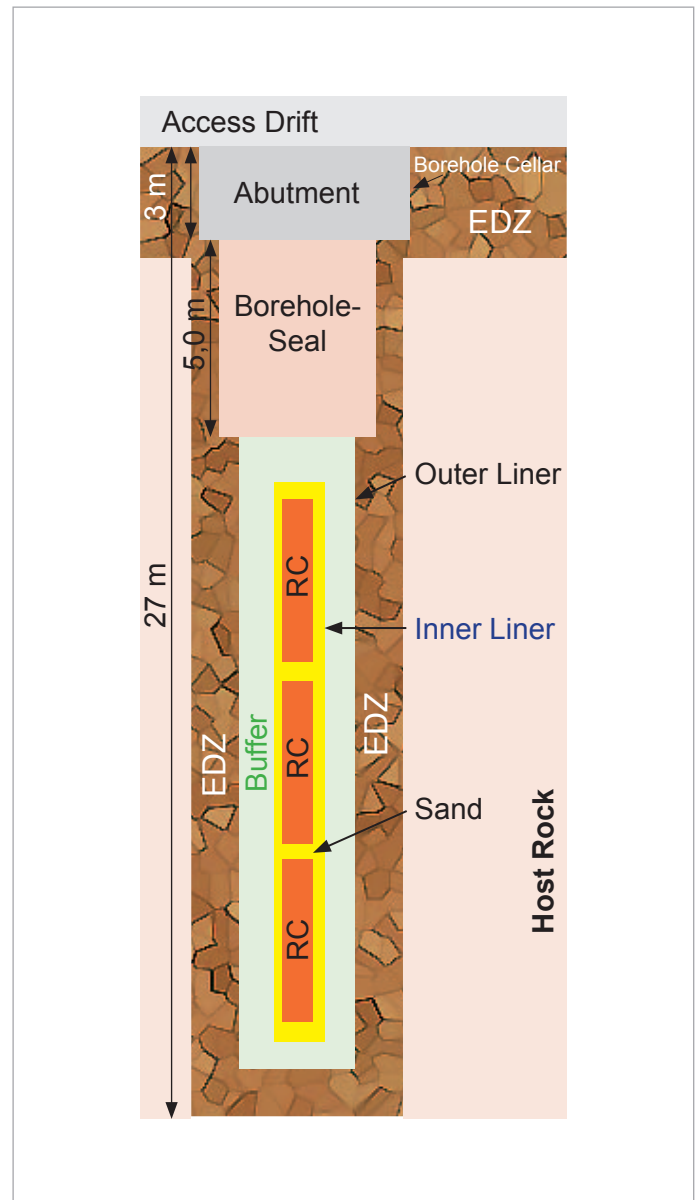 Access Drift
Borehole Cellar
3 m
Abutment
EDZ
5,0 m
Borehole-
Seal
Outer Liner
RC
27 m
Inner Liner
EDZ
Buffer
RC
EDZ
Sand
Host Rock
RC